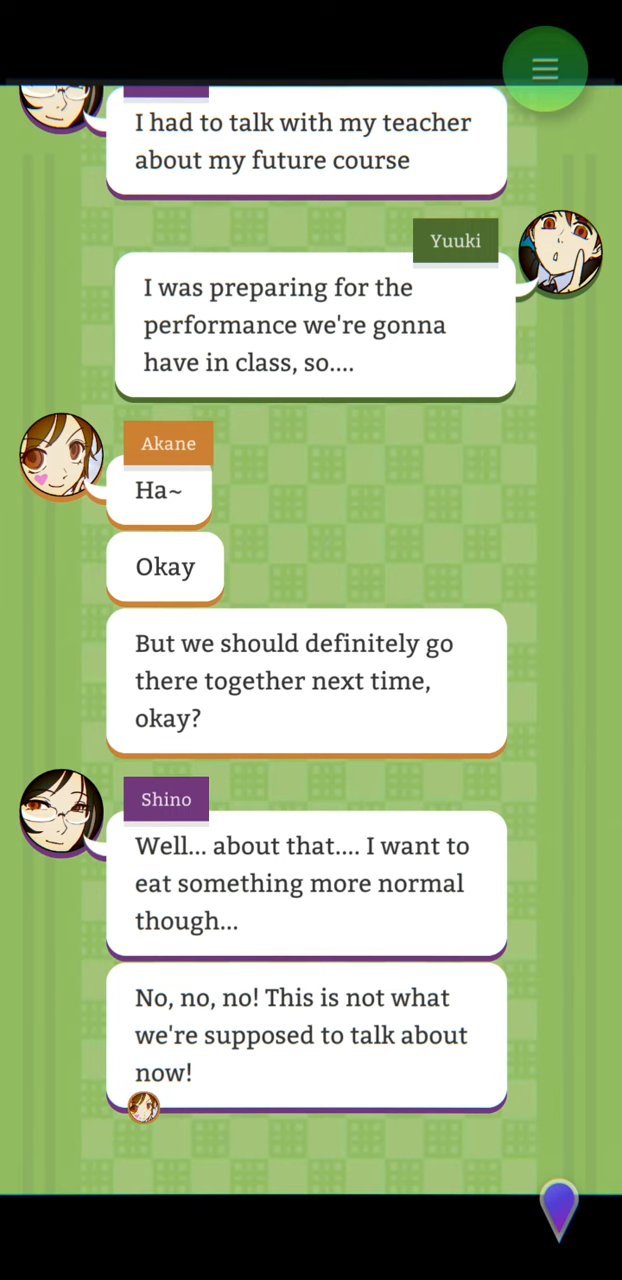 I had to talk with my teacher
about my future course
Yuuki
I was preparing for the
performance we're gonna
have in class, so....
Akane
Ha~
Okay
But we should definitely go
there together next time,
okay?
Shino
Well... about that.... I want to
eat something more normal
though...
No, no, no! This is not what
we're supposed to talk about
now!